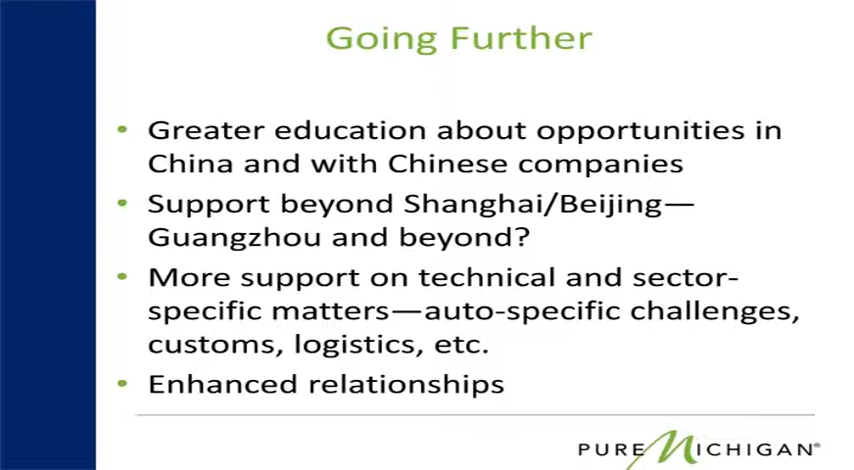 Going Further
• Greater education about opportunities in
China and with Chinese companies
• Support beyond Shanghai/Beijing—
Guangzhou and beyond?
• More support on technical and sector-
specific matters—auto-specific challenges,
customs, logistics, etc.
• Enhanced relationships
PURE MICHIGAN®